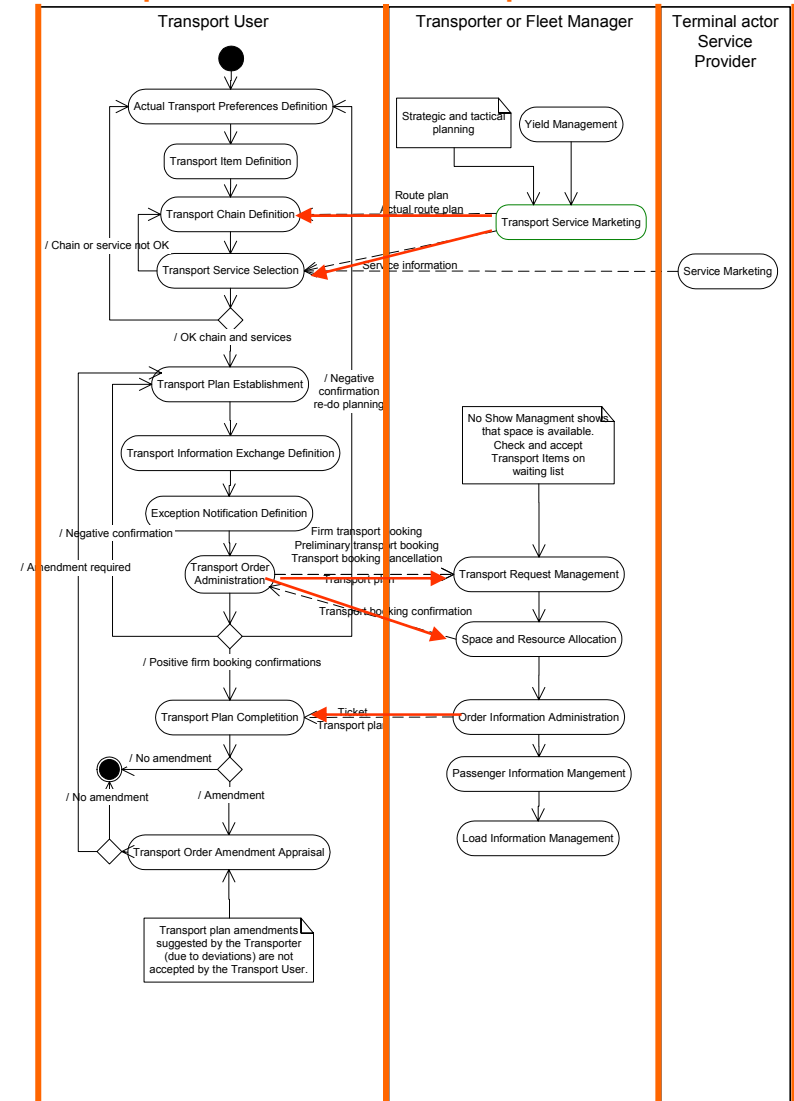 Transport User
Transporter or Fleet Manager
Terminal actor
Service
Provider
Actual Transport Preferences Definition
Strategic and tactical
planning
Yield Management
Transport Item Definition
Route plan
Actual route plan
Transport Chain Definition
Transport Service Marketing
/ Chain or service not OK
Service information
Transport Service Selection
Service Marketing
/ OK chain and services
/ Negative
confirmation
re-do planning
Transport Plan Establishment
No Show Managment shows
that space is available.
Check and accept
Transport Items on
waiting list
Transport Information Exchange Definition
Exception Notification Definition
/ Negative confirmation
Firm transport booking
Preliminary transport booking
Transport booking cancellation
Transport plan
/ Amendment required
Transport Order
Administration
Transport Request Management
Transport booking confirmation
Space and Resource Allocation
/ Positive firm booking confirmations
Ticket
Transport plan
Transport Plan Completition
Order Information Administration
/ No amendment
Passenger Information Mangement
/ No amendment
/ Amendment
Transport Order Amendment Appraisal
Load Information Management
Transport plan amendments
suggested by the Transporter
(due to deviations) are not
accepted by the Transport User.